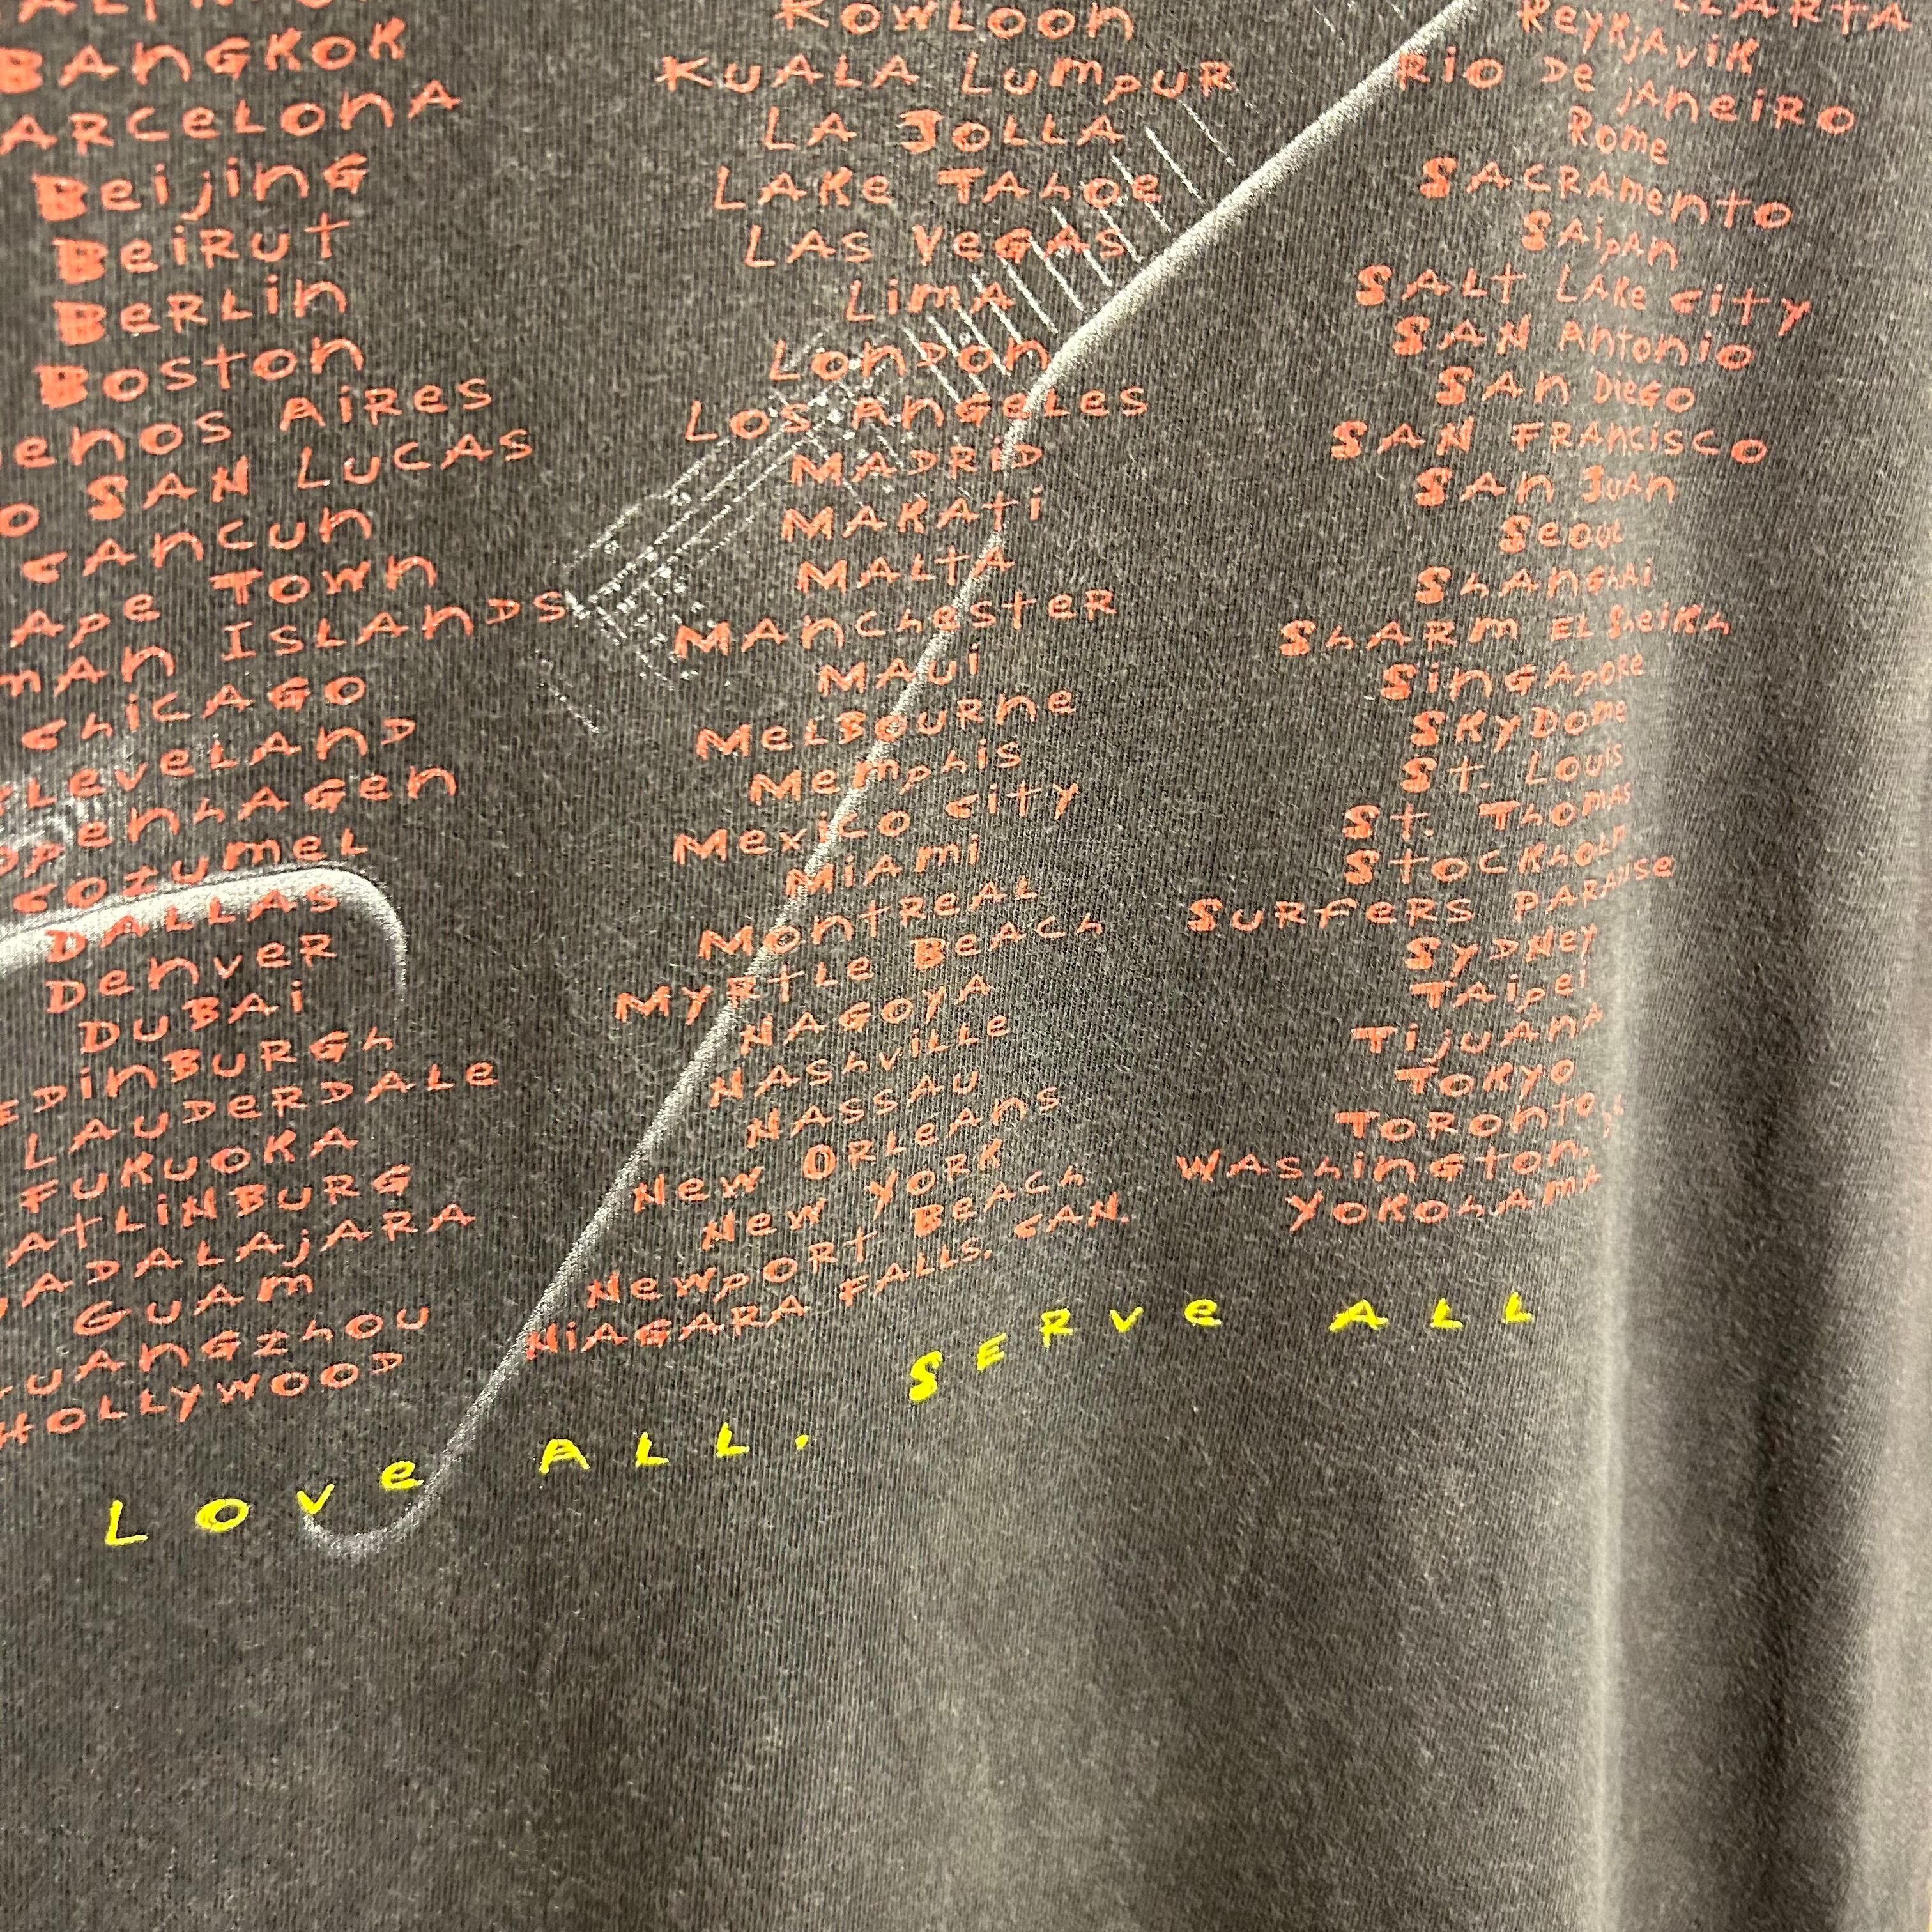 BANGKOK
BeijinG
BeiRUt
BeRLin
BOSton
AiRes
SAN LUCAS
CAnCUn
TOwn
ISLAnDS
ChiCAGO
COZUmeL
DALLAS
DenveR
DUBAi
eDinBURGh
LAUDeRDALe
FUKUOKA
GUAm
HOLLYWOOD
KOWLOOn
KUALA LUmpUR
LA JOLLA
LAKe TAhOe
LAS VeGAS
LimA
LOnDOn
LOS AnGeLes
MADRiD
MAKAti
MALtA
MAnChesteR
MAUi
MeLBOURne
Memphis
MexiCO City
MiAmi
MOntReAL
MYRtLe BeACh
NAGOYA
NAShviLLe
NASSAU
New ORLeAns
New YORK
NewpORt BeACh
NiAGARA FALLS, CAN.
ReYKjAviK
RiO De jAneiRO
Rome
SACRAmentO
SAipAn
SALt LAKe City
SAN AntOniO
SAn DieGO
SAN FRAnCiSCO
SAn JUAn
SeOUL
ShAnGhAi
ShARm EL SheiKh
SinGApORe
SKYDOme
St. LOUis
St. ThOmAS
StOCKhOLm
SURFeRS PARADiSe
SYDNeY
TAipei
TijUAnA
TOKYO
TOROntO
WAShinGtOn,
YOKOhAmA
LOve ALL, SeRve ALL